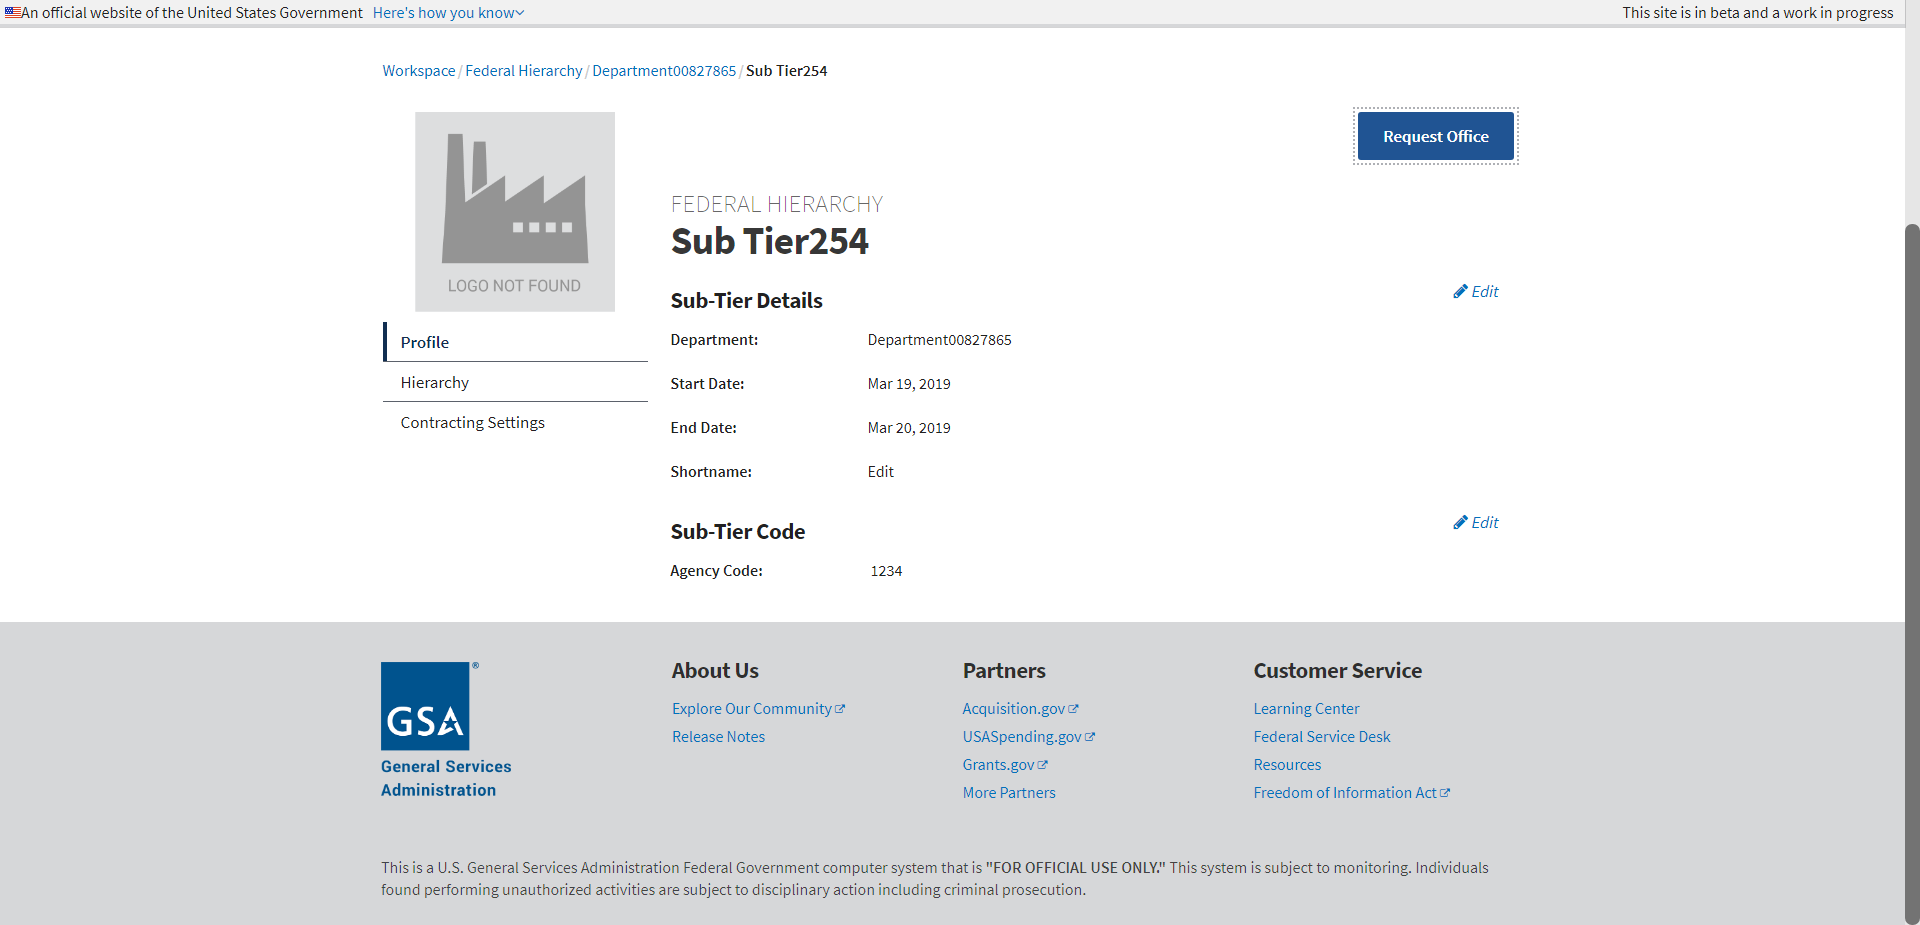 An official website of the United States Government Here's how you know
This site is in beta and a work in progress
Workspace / Federal Hierarchy / Department00827865 / Sub Tier254
LOGO NOT FOUND
Profile
Hierarchy
Contracting Settings
Request Office
FEDERAL HIERARCHY
Sub Tier254
Sub-Tier Details
Edit
Department: Department00827865
Start Date: Mar 19, 2019
End Date: Mar 20, 2019
Shortname: Edit
Sub-Tier Code
Edit
Agency Code: 1234
GSA ®
General Services
Administration
About Us
Explore Our Community
Release Notes
Partners
Acquisition.gov
USASpending.gov
Grants.gov
More Partners
Customer Service
Learning Center
Federal Service Desk
Resources
Freedom of Information Act
This is a U.S. General Services Administration Federal Government computer system that is "FOR OFFICIAL USE ONLY." This system is subject to monitoring. Individuals
found performing unauthorized activities are subject to disciplinary action including criminal prosecution.